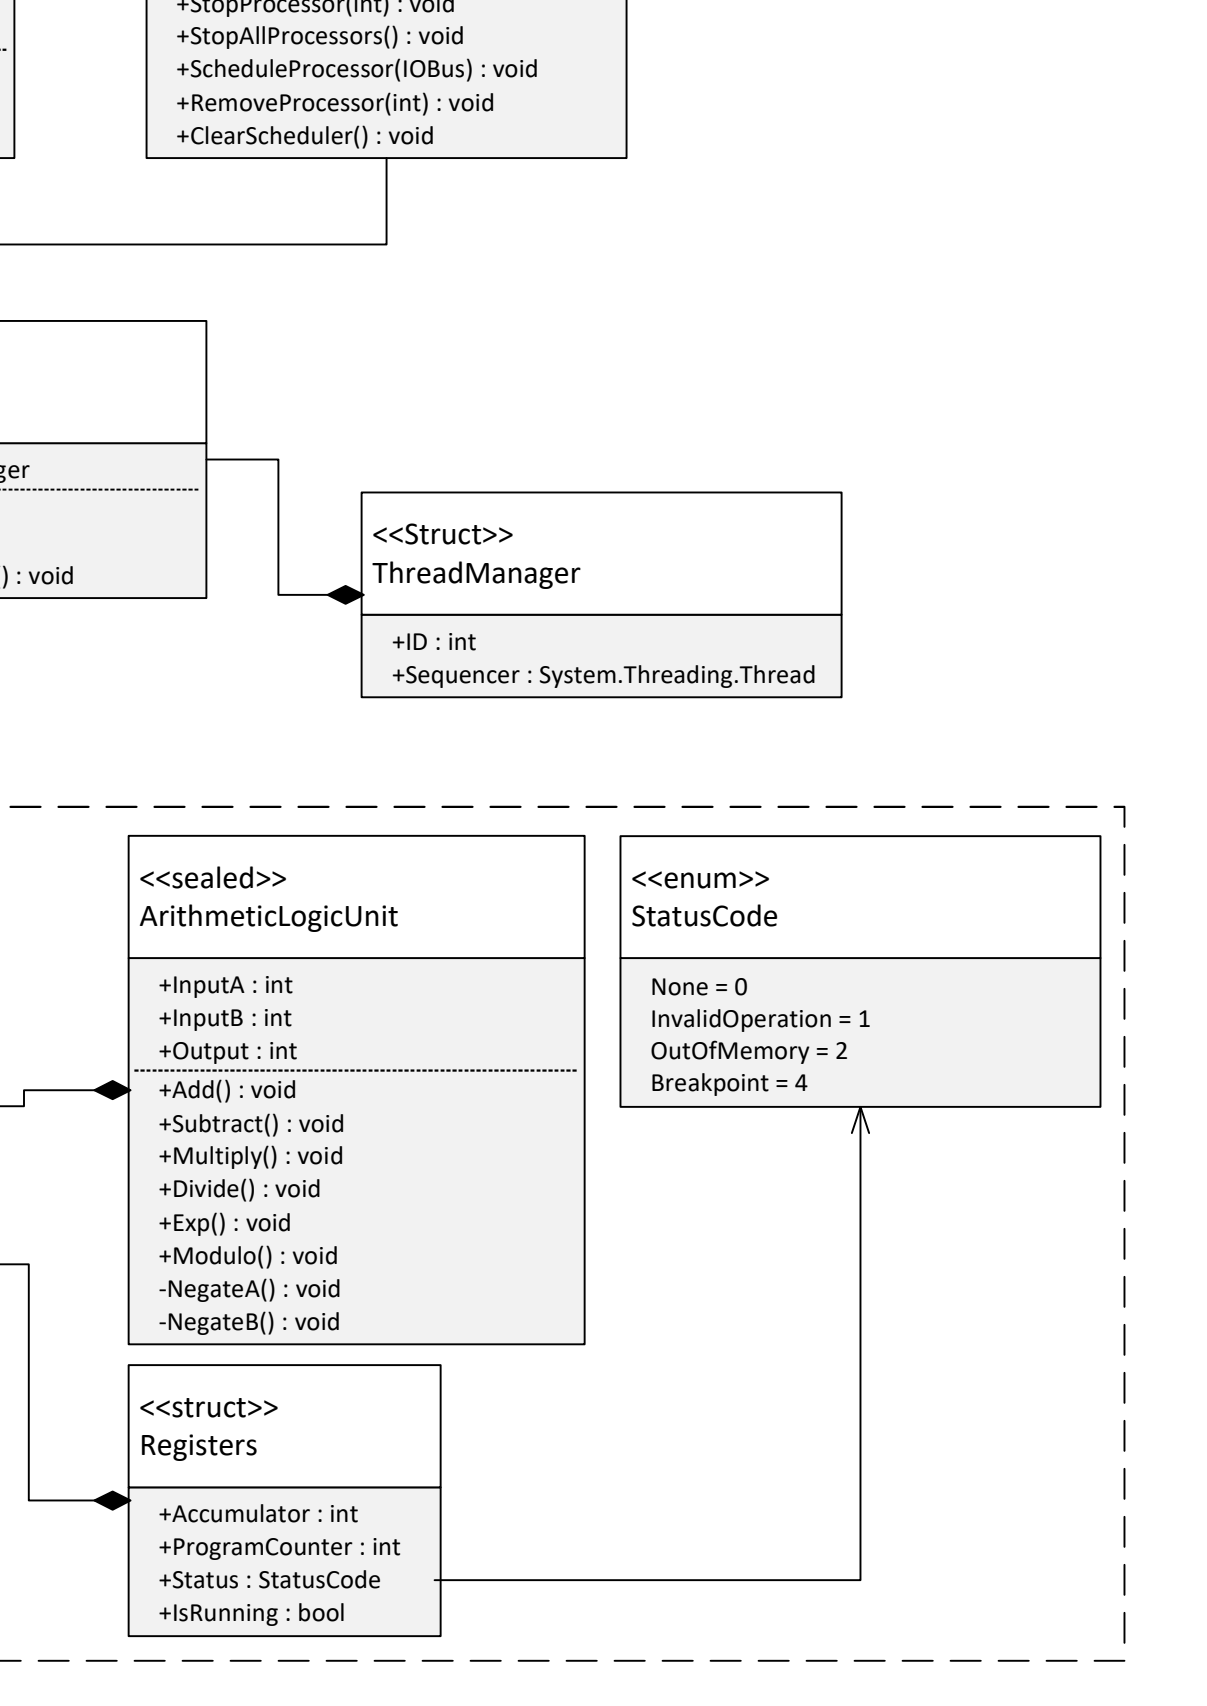 +StopProcessor(int) : void
+StopAllProcessors() : void
+ScheduleProcessor(IOBus) : void
+RemoveProcessor(int) : void
+ClearScheduler() : void
ger
) : void
<<Struct>>
ThreadManager
+ID : int
+Sequencer : System.Threading.Thread
<<sealed>>
ArithmeticLogicUnit
+InputA : int
+InputB : int
+Output : int
+Add() : void
+Subtract() : void
+Multiply() : void
+Divide() : void
+Exp() : void
+Modulo() : void
-NegateA() : void
-NegateB() : void
<<enum>>
StatusCode
None = 0
InvalidOperation = 1
OutOfMemory = 2
Breakpoint = 4
<<struct>>
Registers
+Accumulator : int
+ProgramCounter : int
+Status : StatusCode
+IsRunning : bool